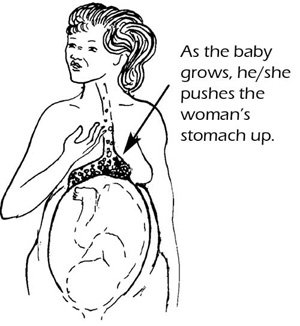 As the baby
grows, he/she
pushes the
woman's
stomach up.